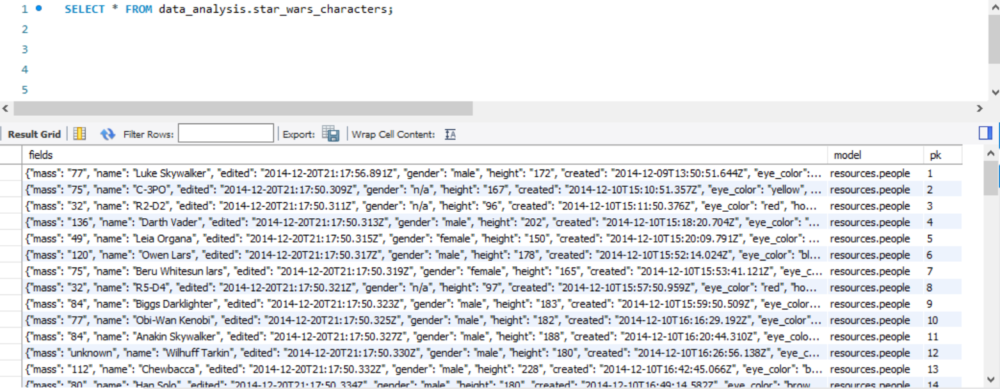 1 SELECT * FROM data_analysis.star_wars_characters;
2
3
4
5
Result Grid Filter Rows: Export: Wrap Cell Content: IA
fields model pk
{"mass": "77", "name": "Luke Skywalker", "edited": "2014-12-20T21:17:56.891Z", "gender": "male", "height": "172", "created": "2014-12-09T13:50:51.644Z", "eye_color":... resources.people 1
{"mass": "75", "name": "C-3PO", "edited": "2014-12-20T21:17:50.309Z", "gender": "n/a", "height": "167", "created": "2014-12-10T15:10:51.357Z", "eye_color": "yellow", ... resources.people 2
{"mass": "32", "name": "R2-D2", "edited": "2014-12-20T21:17:50.311Z", "gender": "n/a", "height": "96", "created": "2014-12-10T15:11:50.376Z", "eye_color": "red", "ho... resources.people 3
{"mass": "136", "name": "Darth Vader", "edited": "2014-12-20T21:17:50.313Z", "gender": "male", "height": "202", "created": "2014-12-10T15:18:20.704Z", "eye_color": "... resources.people 4
{"mass": "49", "name": "Leia Organa", "edited": "2014-12-20T21:17:50.315Z", "gender": "female", "height": "150", "created": "2014-12-10T15:20:09.791Z", "eye_color": ... resources.people 5
{"mass": "120", "name": "Owen Lars", "edited": "2014-12-20T21:17:50.317Z", "gender": "male", "height": "178", "created": "2014-12-10T15:52:14.024Z", "eye_color": "bl... resources.people 6
{"mass": "75", "name": "Beru Whitesun lars", "edited": "2014-12-20T21:17:50.319Z", "gender": "female", "height": "165", "created": "2014-12-10T15:53:41.121Z", "eye_c... resources.people 7
{"mass": "32", "name": "R5-D4", "edited": "2014-12-20T21:17:50.321Z", "gender": "n/a", "height": "97", "created": "2014-12-10T15:57:50.959Z", "eye_color": "red", "ho... resources.people 8
{"mass": "84", "name": "Biggs Darklighter", "edited": "2014-12-20T21:17:50.323Z", "gender": "male", "height": "183", "created": "2014-12-10T15:59:50.509Z", "eye_color... resources.people 9
{"mass": "77", "name": "Obi-Wan Kenobi", "edited": "2014-12-20T21:17:50.325Z", "gender": "male", "height": "182", "created": "2014-12-10T16:16:29.192Z", "eye_color"... resources.people 10
{"mass": "84", "name": "Anakin Skywalker", "edited": "2014-12-20T21:17:50.327Z", "gender": "male", "height": "188", "created": "2014-12-10T16:20:44.310Z", "eye_colo... resources.people 11
{"mass": "unknown", "name": "Wilhuff Tarkin", "edited": "2014-12-20T21:17:50.330Z", "gender": "male", "height": "180", "created": "2014-12-10T16:26:56.138Z", "eye_c... resources.people 12
{"mass": "112", "name": "Chewbacca", "edited": "2014-12-20T21:17:50.332Z", "gender": "male", "height": "228", "created": "2014-12-10T16:42:45.066Z", "eye_color": "b... resources.people 13
{"mass": "80", "name": "Han Solo", "edited": "2014-12-20T21:17:50.334Z", "gender": "male", "height": "180", "created": "2014-12-10T16:49:14.582Z", "eye_color": "brow... resources.people 14